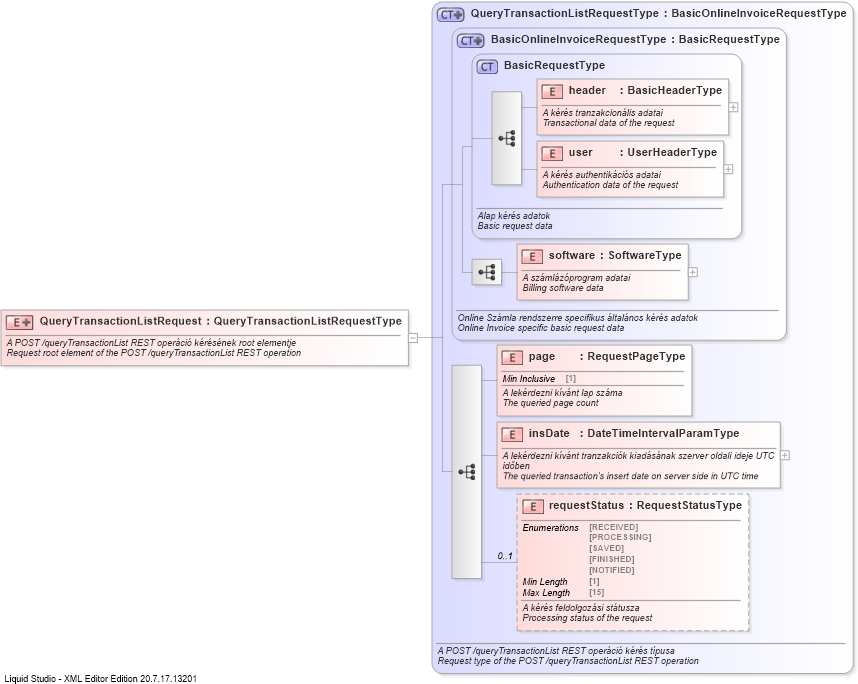 CT+ QueryTransactionListRequestType : BasicOnlineInvoiceRequestType
CT+ BasicOnlineInvoiceRequestType : BasicRequestType
CT BasicRequestType
E header : BasicHeaderType
A kérés tranzakcionális adatai
Transactional data of the request
E user : UserHeaderType
A kérés authentikációs adatai
Authentication data of the request
Alap kérés adatok
Basic request data
E software : SoftwareType
A számlázóprogram adatai
Billing software data
Online Számla rendszerre specifikus általános kérés adatok
Online Invoice specific basic request data
E+ QueryTransactionListRequest : QueryTransactionListRequestType
A POST /queryTransactionList REST operáció kérésének root elementje
Request root element of the POST /queryTransactionList REST operation
E page : RequestPageType
Min Inclusive [1]
A lekérdezni kívánt lap száma
The queried page count
E insDate : DateTimeIntervalParamType
A lekérdezni kívánt tranzakciók kiadásának szerver oldali ideje UTC
időben
The queried transaction's insert date on server side in UTC time
E requestStatus : RequestStatusType
0..1
Enumerations [RECEIVED]
[PROCESSING]
[SAVED]
[FINISHED]
[NOTIFIED]
Min Length [1]
Max Length [15]
A kérés feldolgozási státusza
Processing status of the request
A POST /queryTransactionList REST operáció kérés típusa
Request type of the POST /queryTransactionList REST operation
Liquid Studio - XML Editor Edition 20.7.17.13201